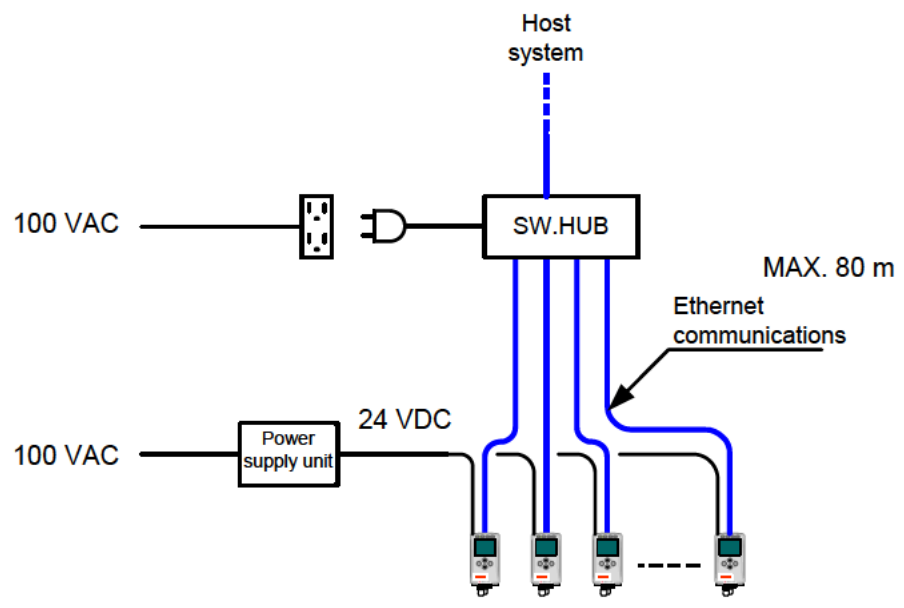 Host
system
100 VAC
SW.HUB
MAX. 80 m
Ethernet
communications
24 VDC
100 VAC
Power
supply unit